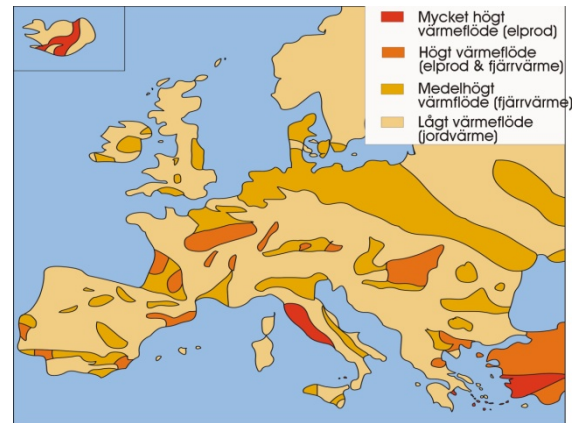 Mycket högt
värmeflöde (elprod)
Högt värmeflöde
(elprod & fjärrvärme)
Medelhögt
värmflöde (fjärrvärme)
Lågt värmeflöde
(jordvärme)